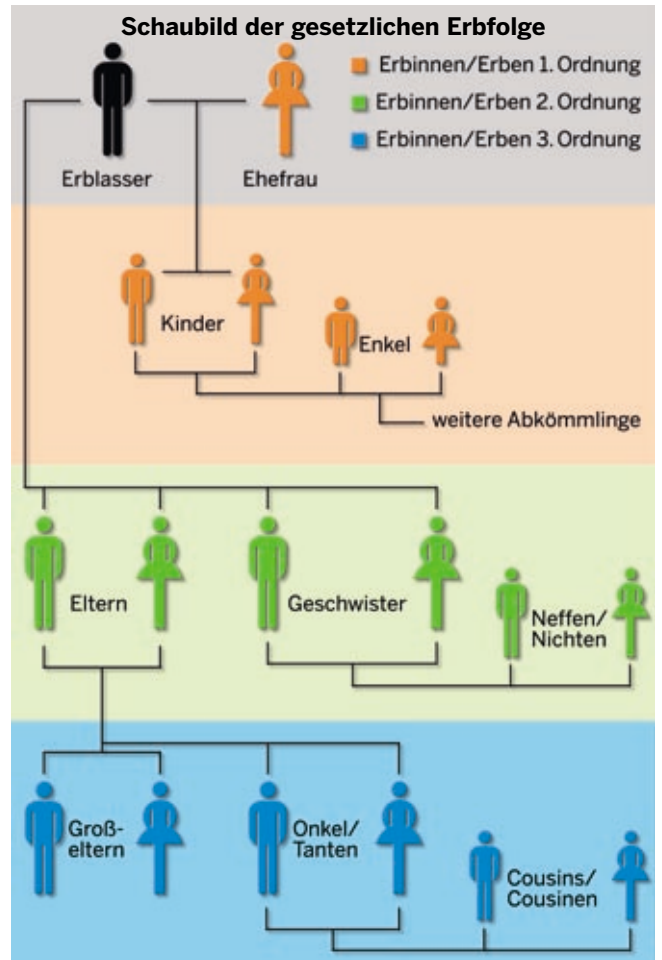 Schaubild der gesetzlichen Erbfolge
Erbinnen/Erben 1. Ordnung
Erbinnen/Erben 2. Ordnung
Erbinnen/Erben 3. Ordnung
Erblasser
Ehefrau
Kinder
Enkel
weitere Abkömmlinge
Eltern
Geschwister
Neffen/
Nichten
Groß-
eltern
Onkel/
Tanten
Cousins/
Cousinen